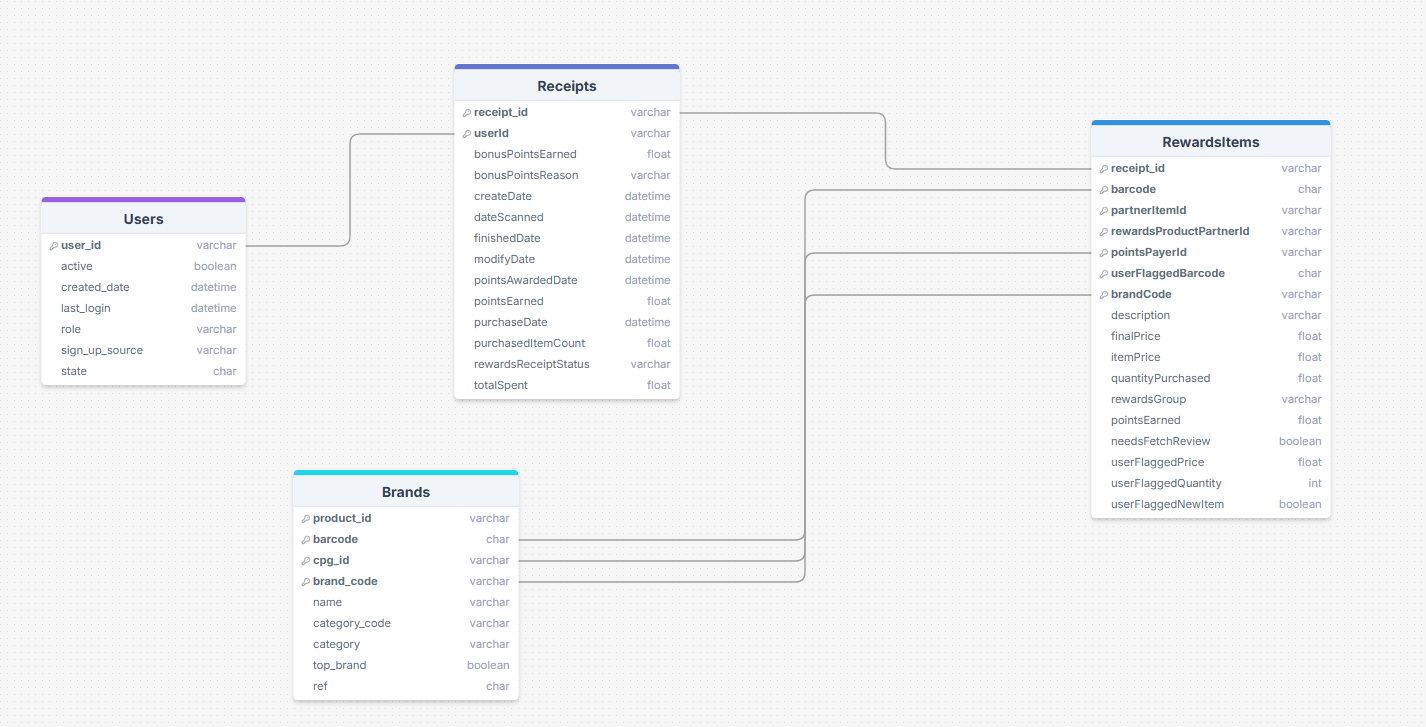 Users
user_id varchar
active boolean
created_date datetime
last_login datetime
role varchar
sign_up_source varchar
state char
Receipts
receipt_id varchar
userId varchar
bonusPointsEarned float
bonusPointsReason varchar
createDate datetime
dateScanned datetime
finishedDate datetime
modifyDate datetime
pointsAwardedDate datetime
pointsEarned float
purchaseDate datetime
purchasedItemCount float
rewardsReceiptStatus varchar
totalSpent float
Brands
product_id varchar
barcode char
cpg_id varchar
brand_code varchar
name varchar
category_code varchar
category varchar
top_brand boolean
ref char
RewardsItems
receipt_id varchar
barcode char
partnerItemId varchar
rewardsProductPartnerId varchar
pointsPayerId varchar
userFlaggedBarcode char
brandCode varchar
description varchar
finalPrice float
itemPrice float
quantityPurchased float
rewardsGroup varchar
pointsEarned float
needsFetchReview boolean
userFlaggedPrice float
userFlaggedQuantity int
userFlaggedNewItem boolean